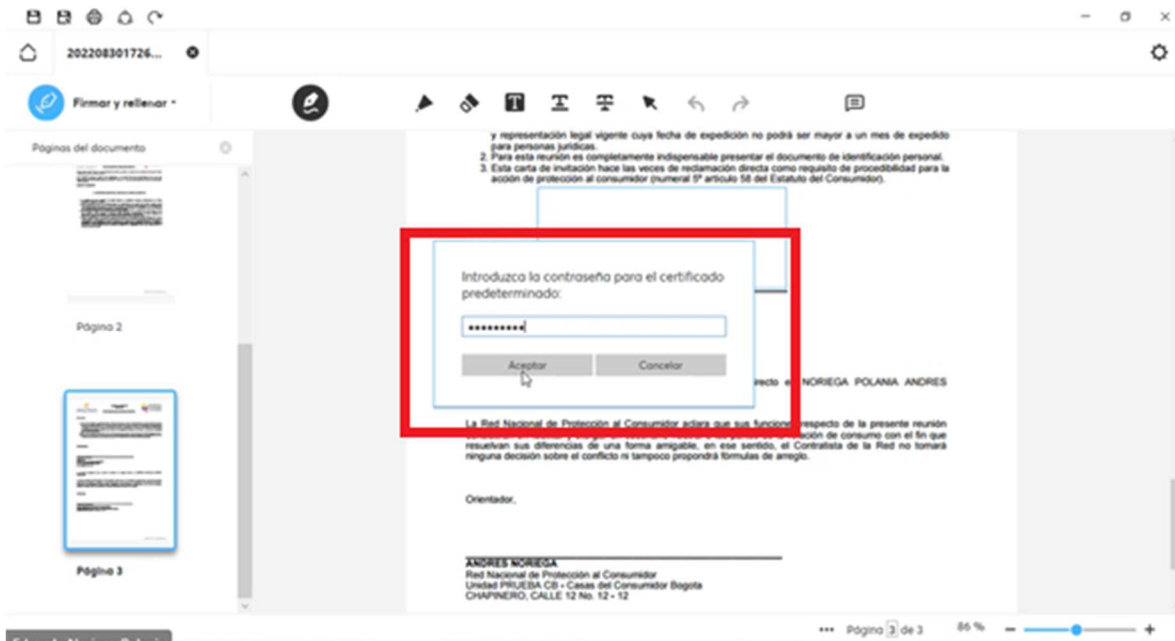 202208301726...
Firmar y rellenar
Páginas del documento
Página 2
Página 3
y representación legal vigente cuya fecha de expedición no podrá ser mayor a un mes de expedido
para personas jurídicas.
2. Para esta reunión es completamente indispensable presentar el documento de identificación personal.
3. Esta carta de invitación hace las veces de reclamación directa como requisito de procedibilidad para la
acción de protección al consumidor (numeral 5º artículo 58 del Estatuto del Consumidor).
Introduzca la contraseña para el certificado
predeterminado:
•••••••••
Aceptar Cancelar
NORIEGA POLANIA ANDRES
La Red Nacional de Protección al Consumidor aclara que sus funciones respecto de la presente reunión
de consumo con el fin que
resuelvan sus diferencias de una forma amigable, en ese sentido, el Contratista de la Red no tomará
ninguna decisión sobre el conflicto ni tampoco propondrá fórmulas de arreglo.
Orientador,
ANDRES NORIEGA
Red Nacional de Protección al Consumidor
Unidad PRUEBA CB - Casas del Consumidor Bogota
CHAPINERO, CALLE 12 No. 12 - 12
Página 3 de 3 86 %